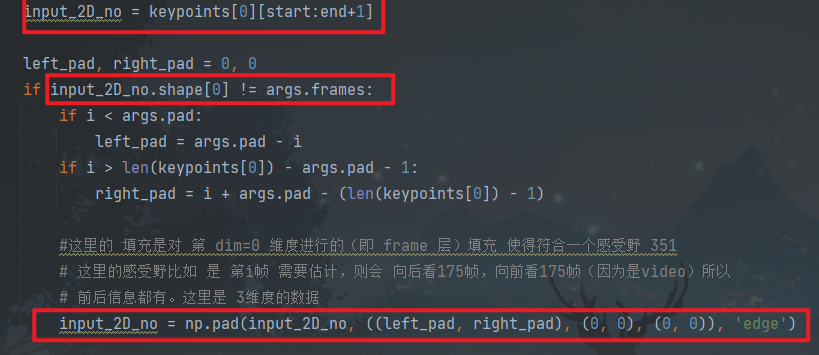 input_2D_no = keypoints[0][start:end+1]
left_pad, right_pad = 0, 0
if input_2D_no.shape[0] != args.frames:
if i < args.pad:
left_pad = args.pad - i
if i > len(keypoints[0]) - args.pad - 1:
right_pad = i + args.pad - (len(keypoints[0]) - 1)
#这里的 填充是对 第 dim=0 维度进行的（即 frame 层）填充 使得符合一个感受野 351
# 这里的感受野比如 是 第i帧 需要估计，则会 向后看175帧，向前看175帧（因为是video）所以
# 前后信息都有。这里是 3维度的数据
input_2D_no = np.pad(input_2D_no, ((left_pad, right_pad), (0, 0), (0, 0)), 'edge')